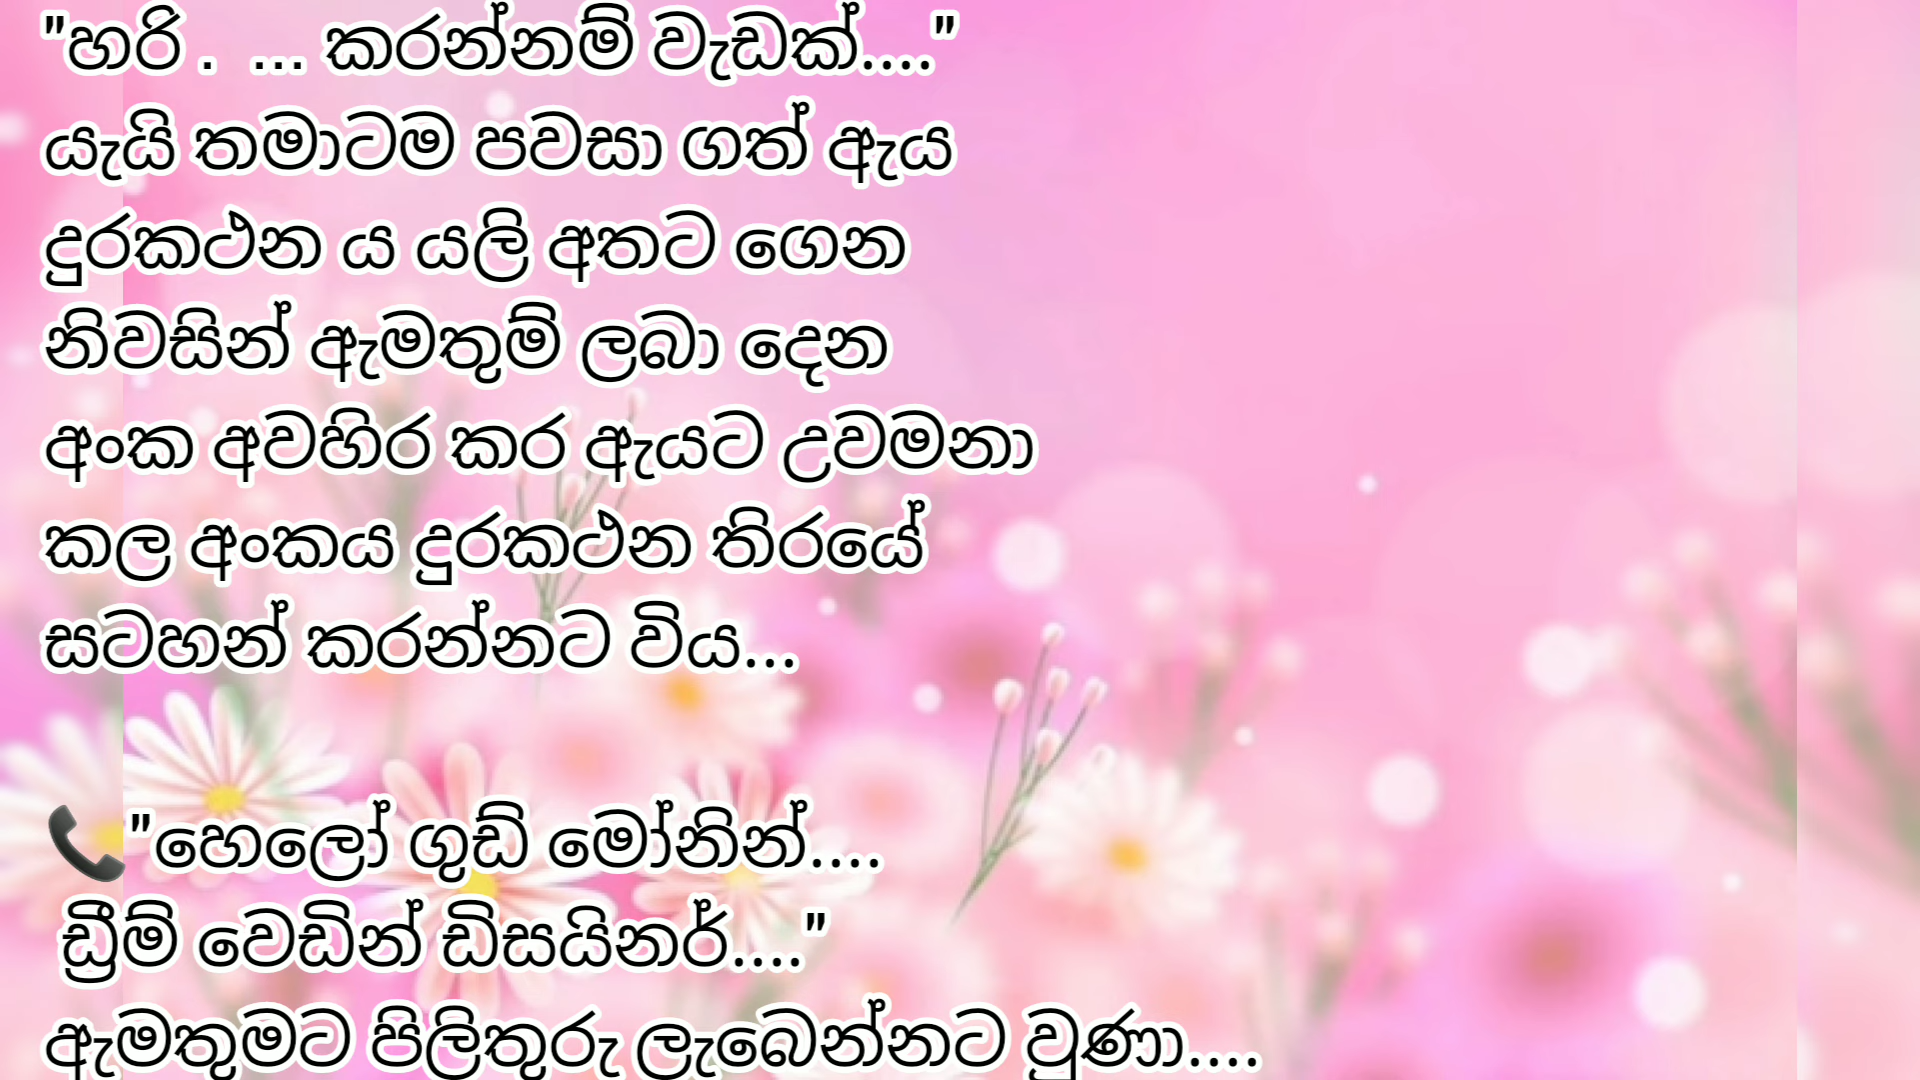 "හරි .  ... කරන්නම් වැඩක්...."
යැයි තමාටම පවසා ගත් ඇය
දුරකථන ය යලි අතට ගෙන
නිවසින් ඇමතුම් ලබා දෙන
අංක අවහිර කර ඇයට උවමනා
කල අංකය දුරකථන තිරයේ
සටහන් කරන්නට විය...
📞"හෙලෝ ගුඩ් මෝනින්....
ඩ්‍රීම් වෙඩින් ඩිසයිනර්...."
ඇමතුමට පිලිතුරු ලැබෙන්නට වූණා....